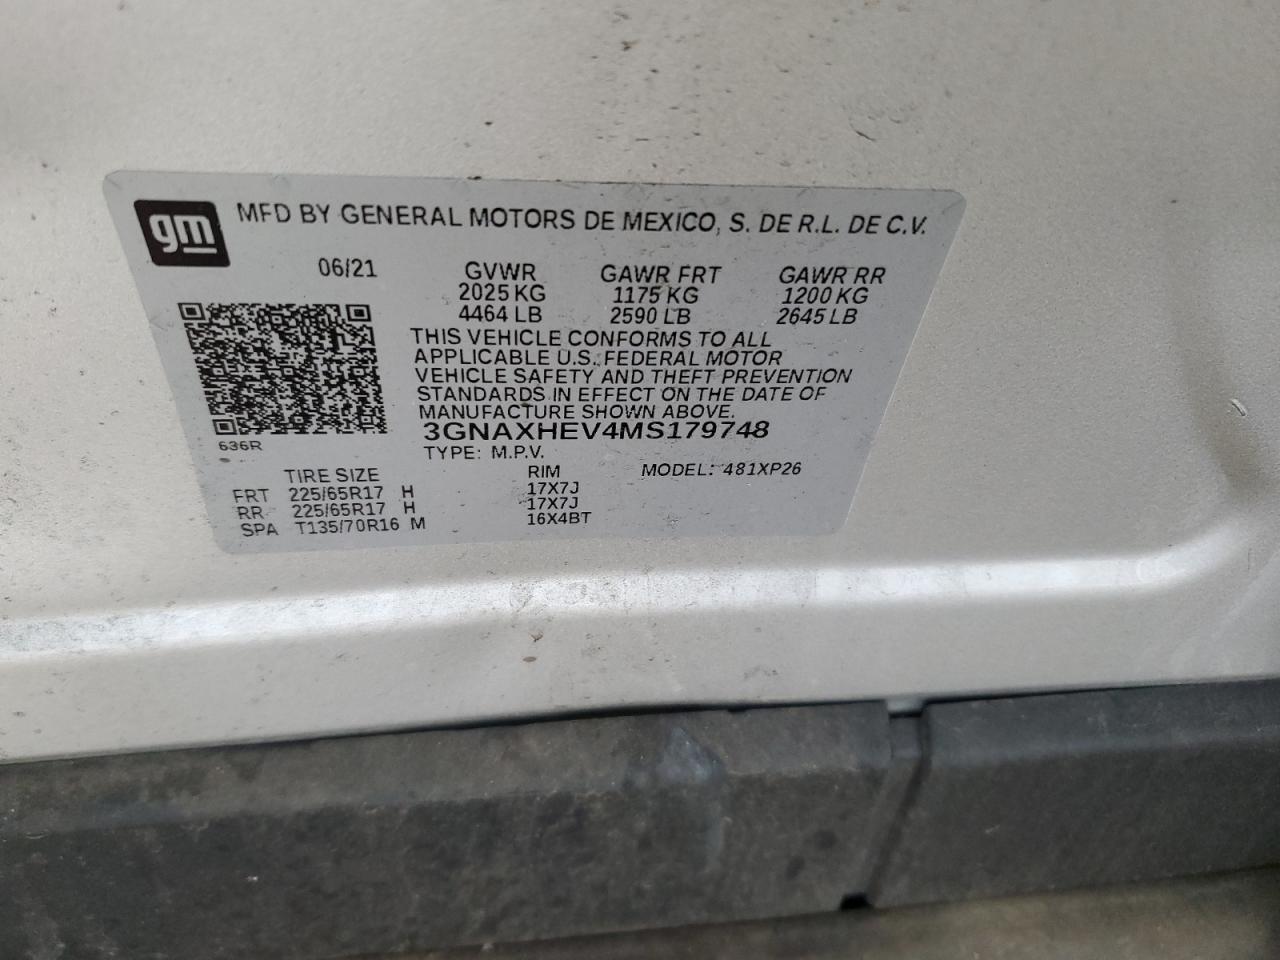 gm
MFD BY GENERAL MOTORS DE MEXICO, S. DE R.L. DE C.V.
06/21 GVWR GAWR FRT GAWR RR
2025 KG 1175 KG 1200 KG
4464 LB 2590 LB 2645 LB
THIS VEHICLE CONFORMS TO ALL
APPLICABLE U.S. FEDERAL MOTOR
VEHICLE SAFETY AND THEFT PREVENTION
STANDARDS IN EFFECT ON THE DATE OF
MANUFACTURE SHOWN ABOVE.
3GNAXHEV4MS179748
636R
TYPE: M.P.V.
TIRE SIZE RIM MODEL: 481XP26
FRT 225/65R17 H 17X7J
RR 225/65R17 H 17X7J
SPA T135/70R16 M 16X4BT